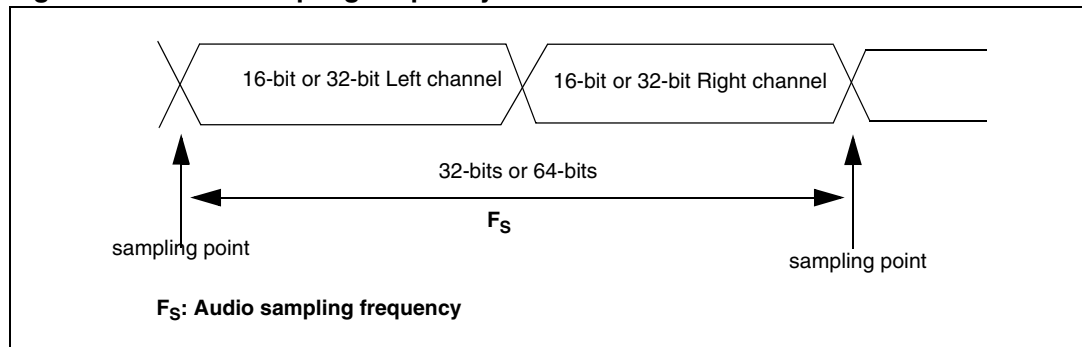 16-bit or 32-bit Left channel 16-bit or 32-bit Right channel
32-bits or 64-bits
FS
sampling point
sampling point
FS: Audio sampling frequency